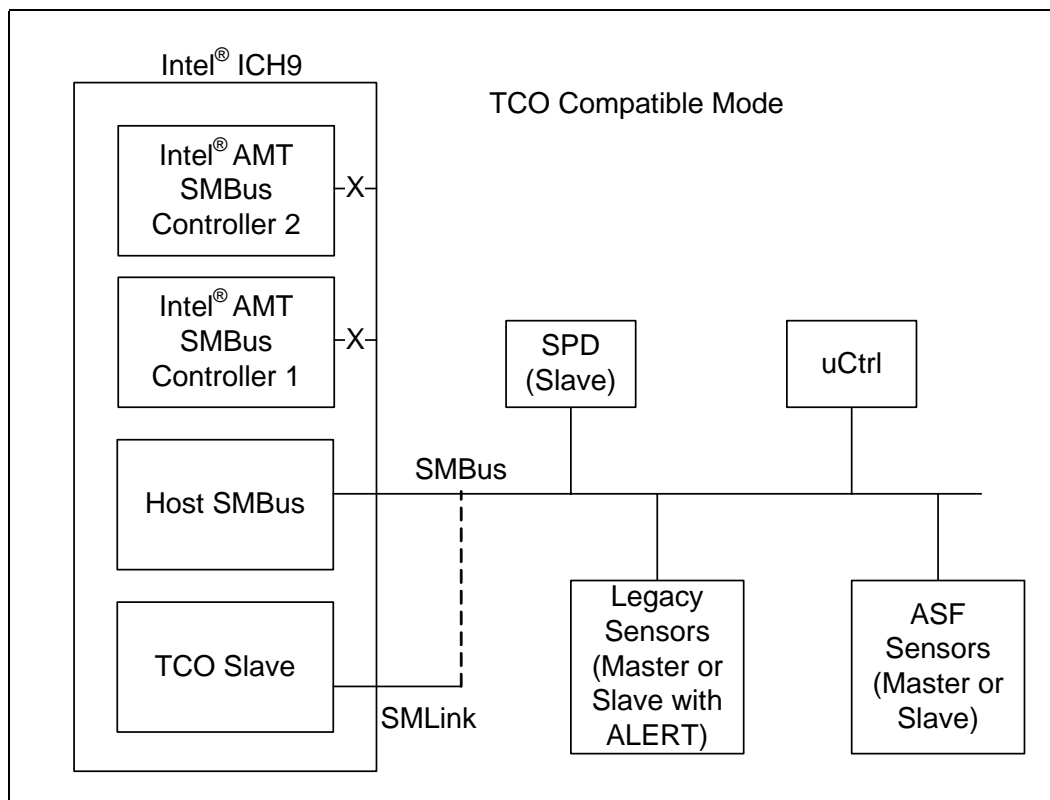 Intel® ICH9
TCO Compatible Mode
Intel® AMT
SMBus
Controller 2
X
Intel® AMT
SMBus
Controller 1
X
SPD
(Slave)
uCtrl
SMBus
Host SMBus
Legacy
Sensors
(Master or
Slave with
ALERT)
ASF
Sensors
(Master or
Slave)
TCO Slave
SMLink